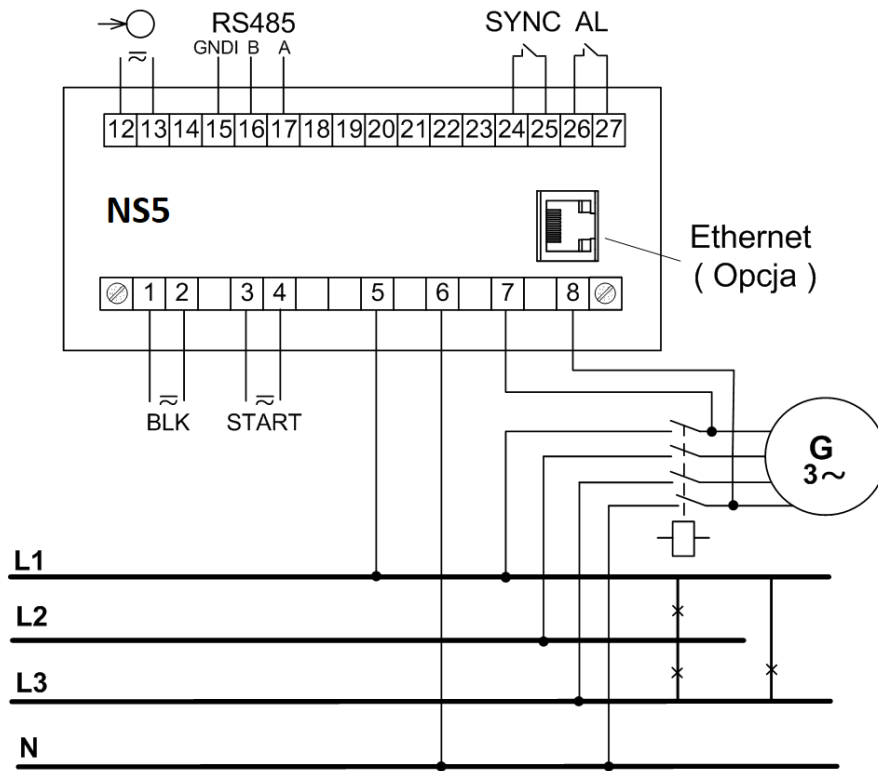 RS485
SYNC AL
GNDI B A
12 13 14 15 16 17 18 19 20 21 22 23 24 25 26 27
NS5
Ethernet
( Opcja )
1 2 3 4 5 6 7 8
BLK START
G
3~
L1
L2
L3
N